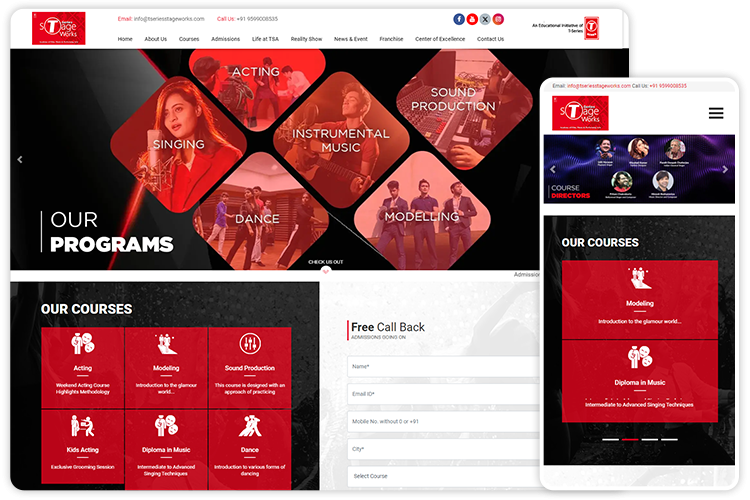 T-Series
STage
Works
Email: info@tseriesstageworks.com Call Us: +91 9599008535
An Educational Initiative of
T-Series
Home About Us Courses Admissions Life at TSA Reality Show News & Event Franchise Center of Excellence Contact Us
ACTING
SOUND
PRODUCTION
INSTRUMENTAL
MUSIC
SINGING
DANCE
MODELLING
OUR
PROGRAMS
CHECK US OUT
Admission
OUR COURSES
Acting
Weekend Acting Course
Highlights Methodology
Modeling
Introduction to the glamour
world...
Sound Production
This course is designed with an
approach of practicing
Kids Acting
Exclusive Grooming Session
Diploma in Music
Intermediate to Advanced
Singing Techniques
Dance
Introduction to various forms of
dancing
Free Call Back
ADMISSIONS GOING ON
Name*
Email ID*
Mobile No. without 0 or +91
City*
Select Course
Email: info@tseriesstageworks.com Call Us: +91 9599008535
STage
Works
COURSE
DIRECTORS
OUR COURSES
Modeling
Introduction to the glamour world...
Diploma in Music
Intermediate to Advanced Singing Techniques